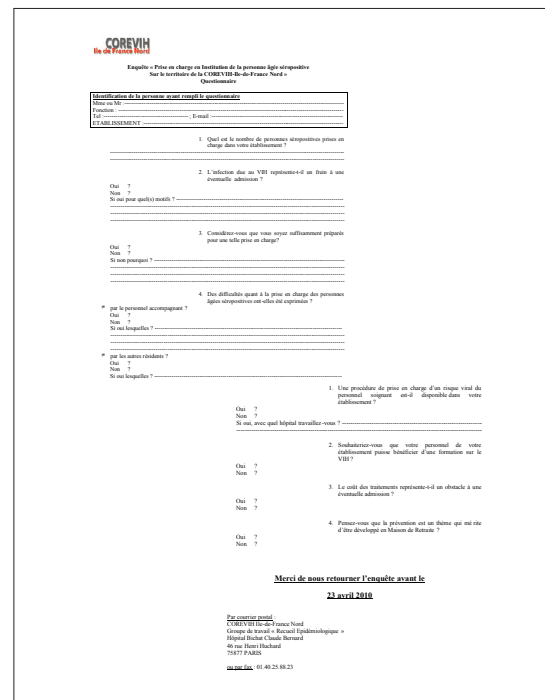 COREVIH
Ile de France Nord
Enquête « Prise en charge en Institution de la personne âgée séropositive
Sur le territoire de la COREVIH-Ile-de-France Nord »
Questionnaire
Identification de la personne ayant rempli le questionnaire
Mme ou Mr :
Fonction :
Tel : ; E-mail :
ETABLISSEMENT :
1. Quel est le nombre de personnes séropositives prises en
charge dans votre établissement ?
2. L'infection due au VIH représente-t-il un frein à une
éventuelle admission ?
Oui ?
Non ?
Si oui pour quel(s) motifs ?
3. Considérez-vous que vous soyez suffisamment préparés
pour une telle prise en charge?
Oui ?
Non ?
Si non pourquoi ?
4. Des difficultés quant à la prise en charge des personnes
âgées séropositives ont-elles été exprimées ?
par le personnel accompagnant ?
Oui ?
Non ?
Si oui lesquelles ?
par les autres résidents ?
Oui ?
Non ?
Si oui lesquelles ?
1. Une procédure de prise en charge d'un risque viral du
personnel soignant est-il disponible dans votre
établissement ?
Oui ?
Non ?
Si oui, avec quel hôpital travaillez-vous ?
2. Souhaiteriez-vous que votre personnel de votre
établissement puisse bénéficier d'une formation sur le
VIH ?
Oui ?
Non ?
3. Le coût des traitements représente-t-il un obstacle à une
éventuelle admission ?
Oui ?
Non ?
4. Pensez-vous que la prévention est un thème qui mérite
d'être développé en Maison de Retraite ?
Oui ?
Non ?
Merci de nous retourner l'enquête avant le
23 avril 2010
Par courrier postal :
COREVIH Ile-de-France Nord
Groupe de travail « Recueil Epidémiologique »
Hôpital Bichat Claude Bernard
46 rue Henri Huchard
75877 PARIS
ou par fax : 01.40.25.88.23